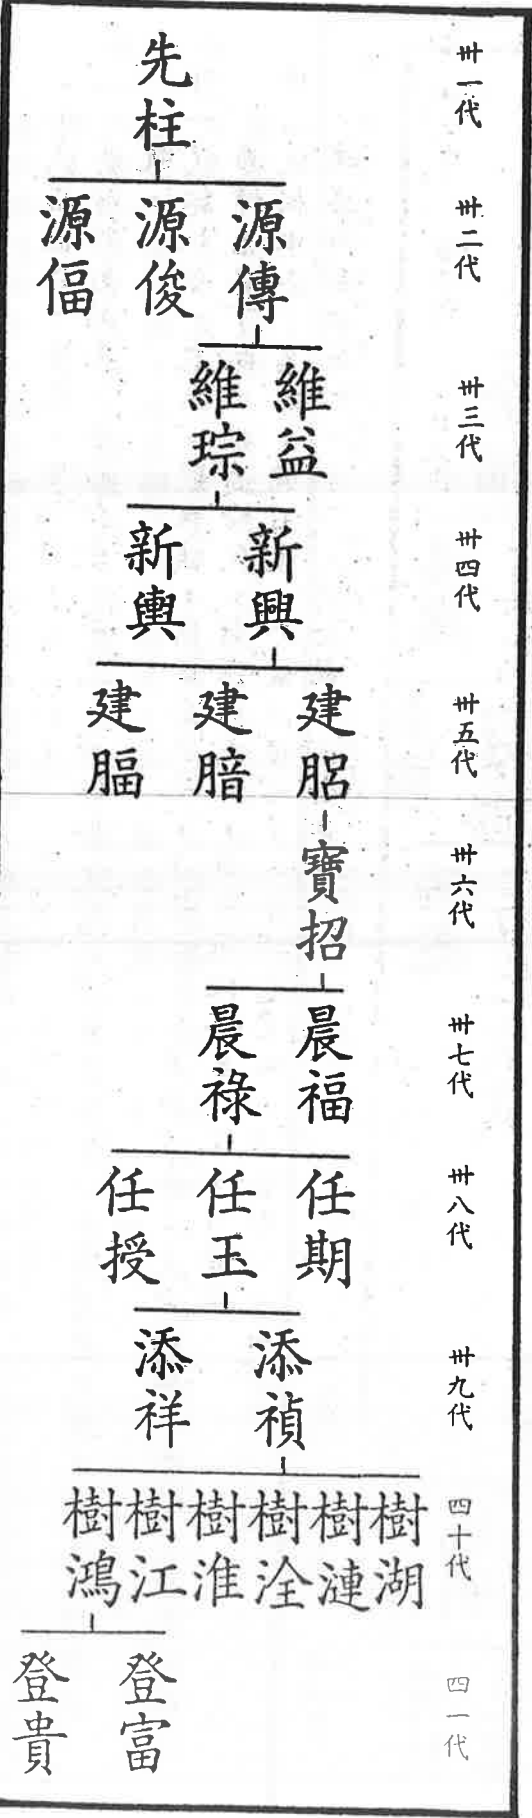 卅一代
先柱
卅二代
源傳
源俊
源偪
卅三代
維益
維琮
卅四代
新興
新輿
卅五代
建䏰
建腤
建腷
卅六代
寶招
卅七代
晨福
晨祿
卅八代
任期
任玉
任授
卅九代
添禎
添祥
四十代
樹湖
樹漣
樹洤
樹淮
樹江
樹鴻
四一代
登富
登貴